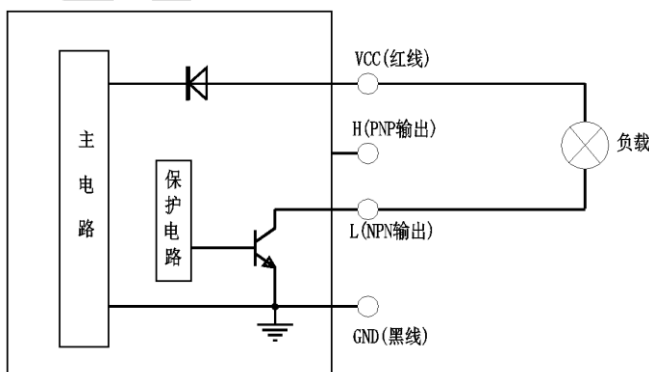 VCC(红线)
H(PNP输出)
负载
主电路
保护电路
L(NPN输出)
GND(黑线)